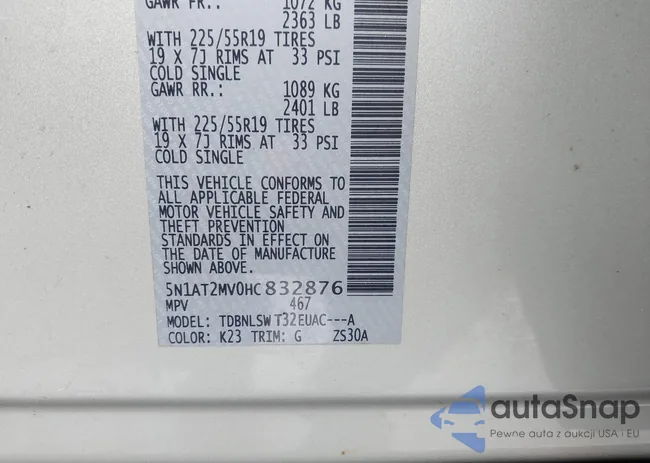 GAWR FR.: 1072 KG
2363 LB
WITH 225/55R19 TIRES
19 X 7J RIMS AT 33 PSI
COLD SINGLE
GAWR RR.: 1089 KG
2401 LB
WITH 225/55R19 TIRES
19 X 7J RIMS AT 33 PSI
COLD SINGLE
THIS VEHICLE CONFORMS TO
ALL APPLICABLE FEDERAL
MOTOR VEHICLE SAFETY AND
THEFT PREVENTION
STANDARDS IN EFFECT ON
THE DATE OF MANUFACTURE
SHOWN ABOVE.
5N1AT2MV0HC832876
MPV 467
MODEL: TDBNLSW T32EUAC---A
COLOR: K23 TRIM: G ZS30A
autaSnap
Pewne auta z aukcji USA i EU